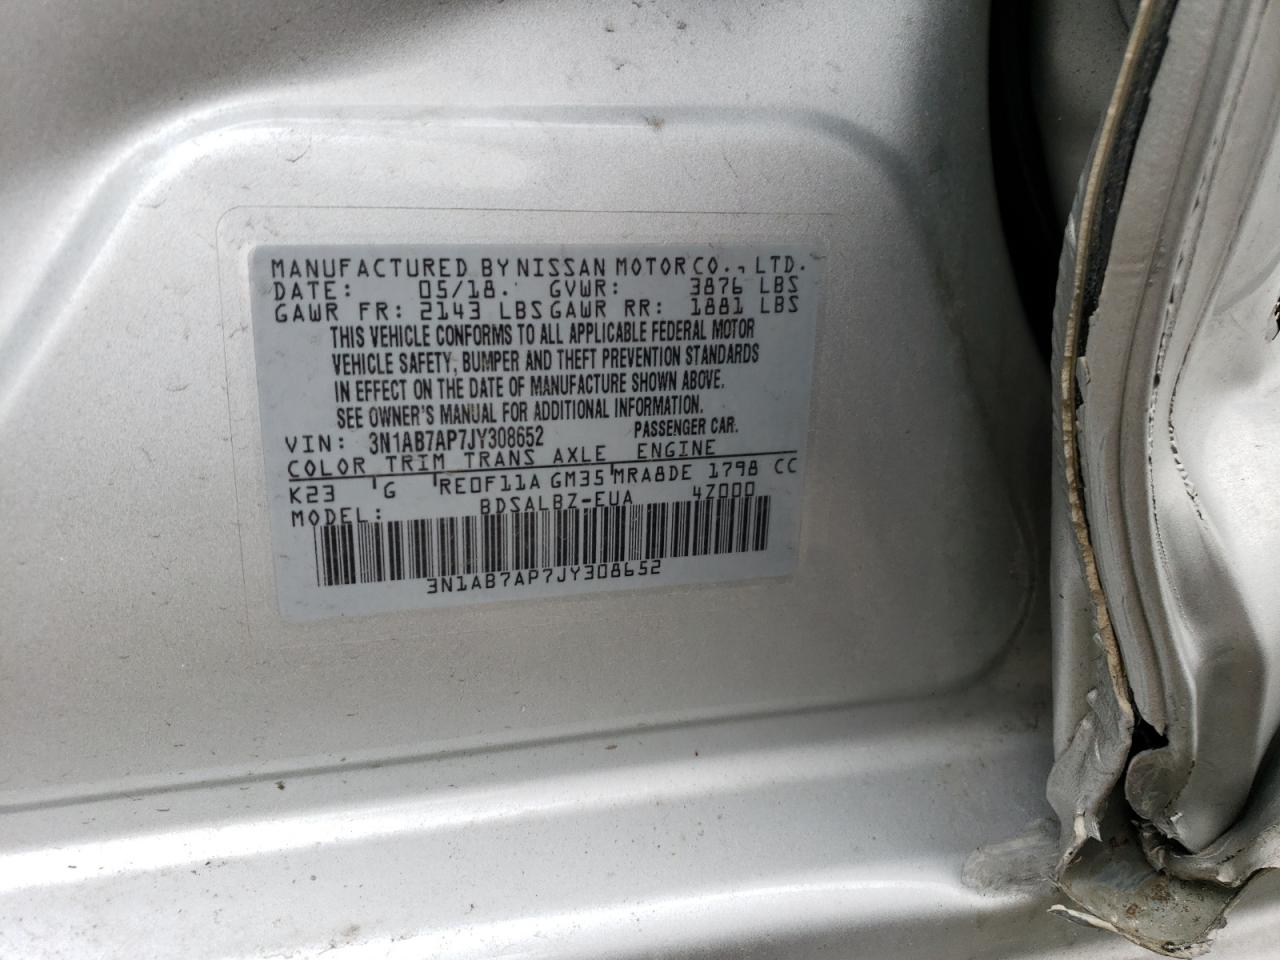 MANUFACTURED BY NISSAN MOTOR CO., LTD.
DATE: 05/18. GVWR: 3876 LBS
GAWR FR: 2143 LBS GAWR RR: 1881 LBS
THIS VEHICLE CONFORMS TO ALL APPLICABLE FEDERAL MOTOR
VEHICLE SAFETY, BUMPER AND THEFT PREVENTION STANDARDS
IN EFFECT ON THE DATE OF MANUFACTURE SHOWN ABOVE.
SEE OWNER'S MANUAL FOR ADDITIONAL INFORMATION.
VIN: 3N1AB7AP7JY308652 PASSENGER CAR.
COLOR TRIM TRANS AXLE ENGINE
K23 G RE0F11A GM35 MRA8DE 1798 CC
MODEL: BDSALBZ-EUA 4Z000
3N1AB7AP7JY308652